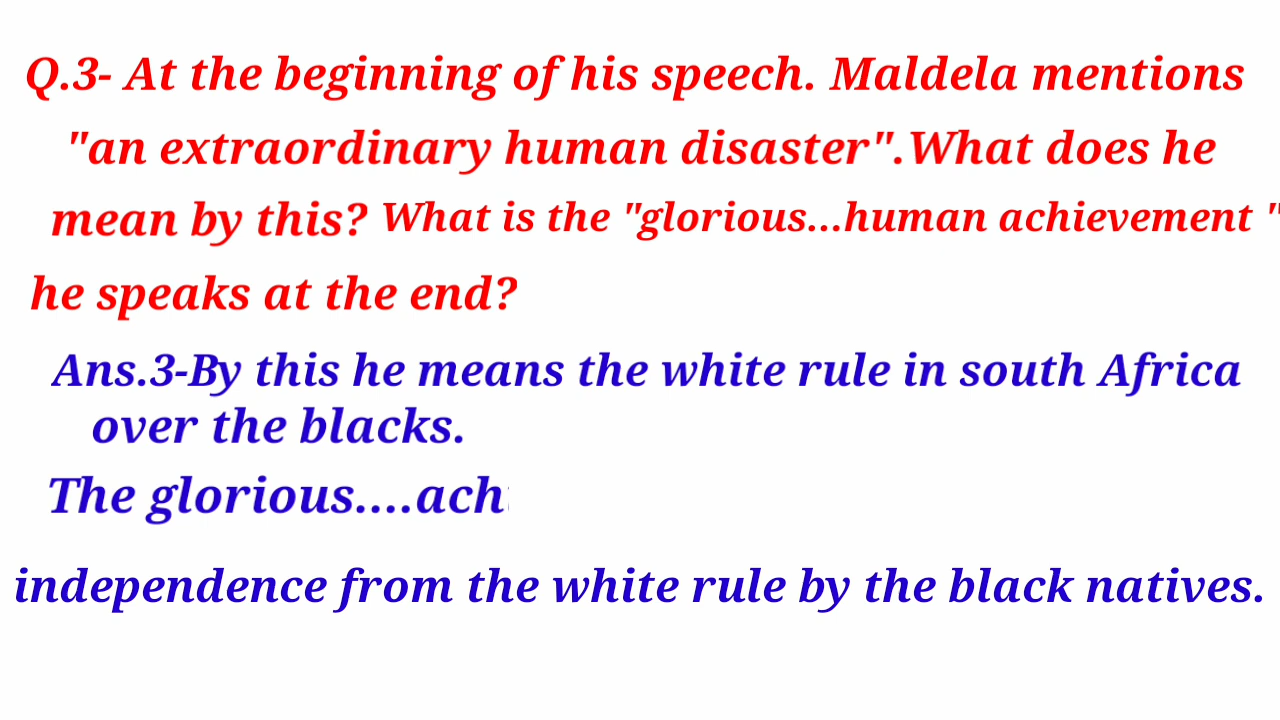 Q.3- At the beginning of his speech. Maldela mentions
"an extraordinary human disaster".What does he
mean by this? What is the "glorious...human achievement "
he speaks at the end?
Ans.3-By this he means the white rule in south Africa
over the blacks.
The glorious....ach
independence from the white rule by the black natives.